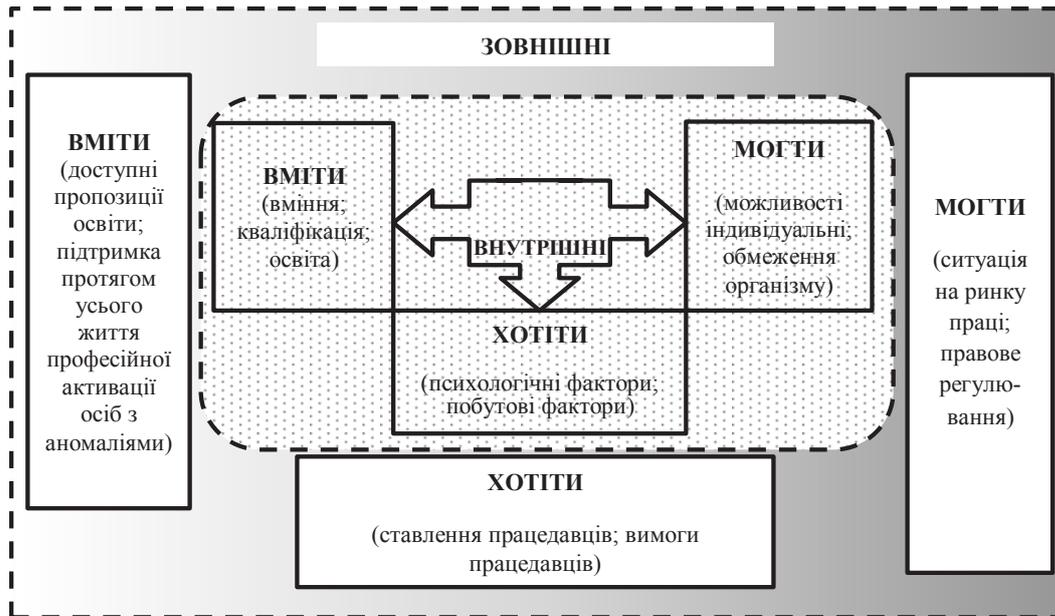 ЗОВНІШНІ
ВМІТИ
(доступні
пропозиції
освіти;
підтримка
протягом
усього
життя
професійної
активації
осіб з
аномаліями)
ВМІТИ
(вміння;
кваліфікація;
освіта)
ВНУТРІШНІ
МОГТИ
(можливості
індивідуальні;
обмеження
організму)
ХОТІТИ
(психологічні фактори;
побутові фактори)
МОГТИ
(ситуація
на ринку
праці;
правове
регулю-
вання)
ХОТІТИ
(ставлення працедавців; вимоги
працедавців)